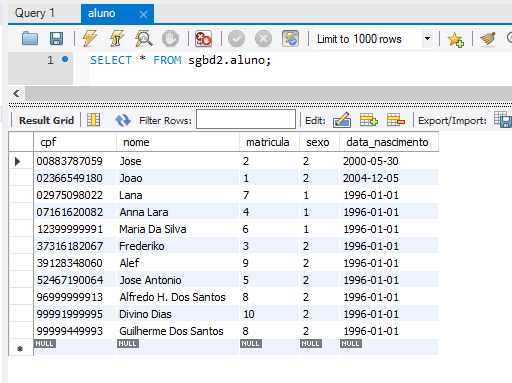 Query 1 aluno
Limit to 1000 rows
1 SELECT * FROM sgbd2.aluno;
Result Grid Filter Rows: Edit: Export/Import:
cpf nome matricula sexo data_nascimento
00883787059 Jose 2 2 2000-05-30
02366549180 Joao 1 2 2004-12-05
02975098022 Lana 7 1 1996-01-01
07161620082 Anna Lara 4 1 1996-01-01
12399999991 Maria Da Silva 6 1 1996-01-01
37316182067 Frederiko 3 2 1996-01-01
39128348060 Alef 9 2 1996-01-01
52467190064 Jose Antonio 5 2 1996-01-01
96999999913 Alfredo H. Dos Santos 8 2 1996-01-01
99991999995 Divino Dias 10 2 1996-01-01
99999449993 Guilherme Dos Santos 8 2 1996-01-01
NULL NULL NULL NULL NULL